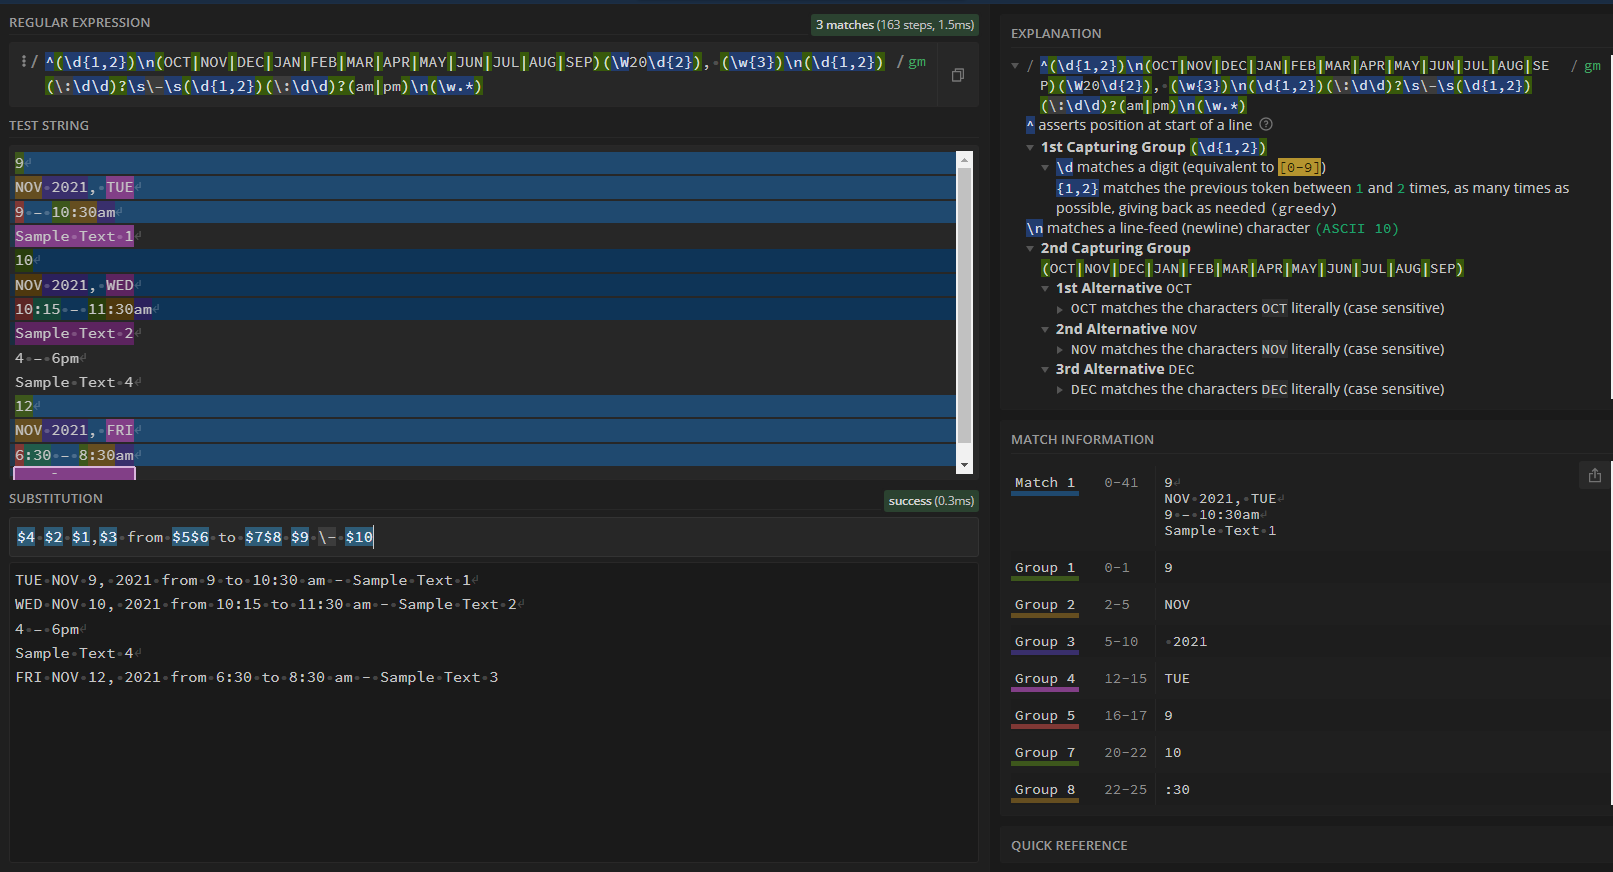 REGULAR EXPRESSION
3 matches (163 steps, 1.5ms)
/ ^(\d{1,2})\n(OCT|NOV|DEC|JAN|FEB|MAR|APR|MAY|JUN|JUL|AUG|SEP)(\W20\d{2}),·(\w{3})\n(\d{1,2}) / gm
(\:\d\d)?\s\–\s(\d{1,2})(\:\d\d)?(am|pm)\n(\w.*)
TEST STRING
9↵
NOV·2021,·TUE↵
9·–·10:30am↵
Sample·Text·1↵
10↵
NOV·2021,·WED↵
10:15·–·11:30am↵
Sample·Text·2↵
4·–·6pm↵
Sample·Text·4↵
12↵
NOV·2021,·FRI↵
6:30·–·8:30am↵
SUBSTITUTION
success (0.3ms)
$4·$2·$1,$3·from·$5$6·to·$7$8·$9·\-·$10
TUE·NOV·9,·2021·from·9·to·10:30·am·-·Sample·Text·1↵
WED·NOV·10,·2021·from·10:15·to·11:30·am·-·Sample·Text·2↵
4·–·6pm↵
Sample·Text·4↵
FRI·NOV·12,·2021·from·6:30·to·8:30·am·-·Sample·Text·3
EXPLANATION
/ ^(\d{1,2})\n(OCT|NOV|DEC|JAN|FEB|MAR|APR|MAY|JUN|JUL|AUG|SE / gm
P)(\W20\d{2}),·(\w{3})\n(\d{1,2})(\:\d\d)?\s\–\s(\d{1,2})
(\:\d\d)?(am|pm)\n(\w.*)
^ asserts position at start of a line ?
1st Capturing Group (\d{1,2})
\d matches a digit (equivalent to [0-9])
{1,2} matches the previous token between 1 and 2 times, as many times as
possible, giving back as needed (greedy)
\n matches a line-feed (newline) character (ASCII 10)
2nd Capturing Group
(OCT|NOV|DEC|JAN|FEB|MAR|APR|MAY|JUN|JUL|AUG|SEP)
1st Alternative OCT
OCT matches the characters OCT literally (case sensitive)
2nd Alternative NOV
NOV matches the characters NOV literally (case sensitive)
3rd Alternative DEC
DEC matches the characters DEC literally (case sensitive)
MATCH INFORMATION
Match 1 0-41 9↵
NOV·2021,·TUE↵
9·–·10:30am↵
Sample·Text·1
Group 1 0-1 9
Group 2 2-5 NOV
Group 3 5-10 ·2021
Group 4 12-15 TUE
Group 5 16-17 9
Group 7 20-22 10
Group 8 22-25 :30
QUICK REFERENCE